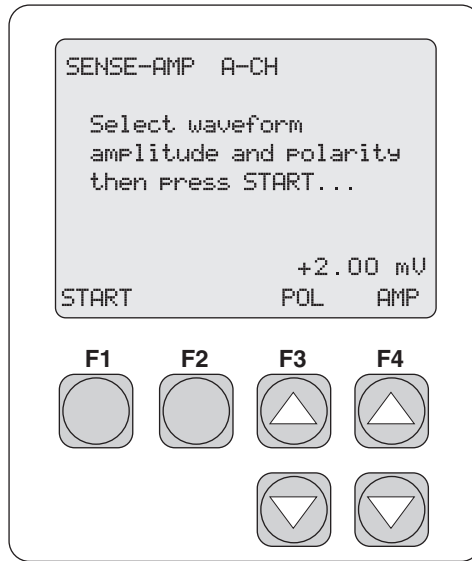 SENSE-AMP A-CH
Select waveform
amplitude and polarity
then press START...
+2.00 mV
START POL AMP
F1 F2 F3 F4